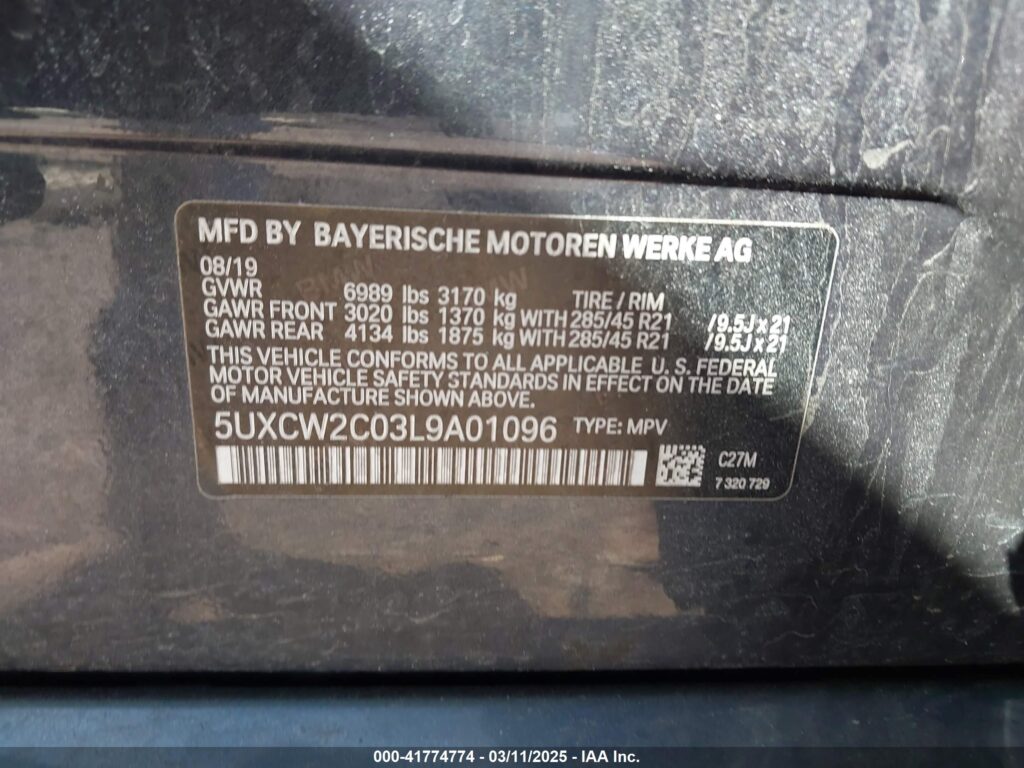 MFD BY BAYERISCHE MOTOREN WERKE AG
08/19
GVWR 6989 lbs 3170 kg TIRE / RIM
GAWR FRONT 3020 lbs 1370 kg WITH 285/45 R21 /9.5J x 21
GAWR REAR 4134 lbs 1875 kg WITH 285/45 R21 /9.5J x 21
THIS VEHICLE CONFORMS TO ALL APPLICABLE U. S. FEDERAL
MOTOR VEHICLE SAFETY STANDARDS IN EFFECT ON THE DATE
OF MANUFACTURE SHOWN ABOVE.
5UXCW2C03L9A01096 TYPE: MPV
C27M
7 320 729
000-41774774 - 03/11/2025 - IAA Inc.